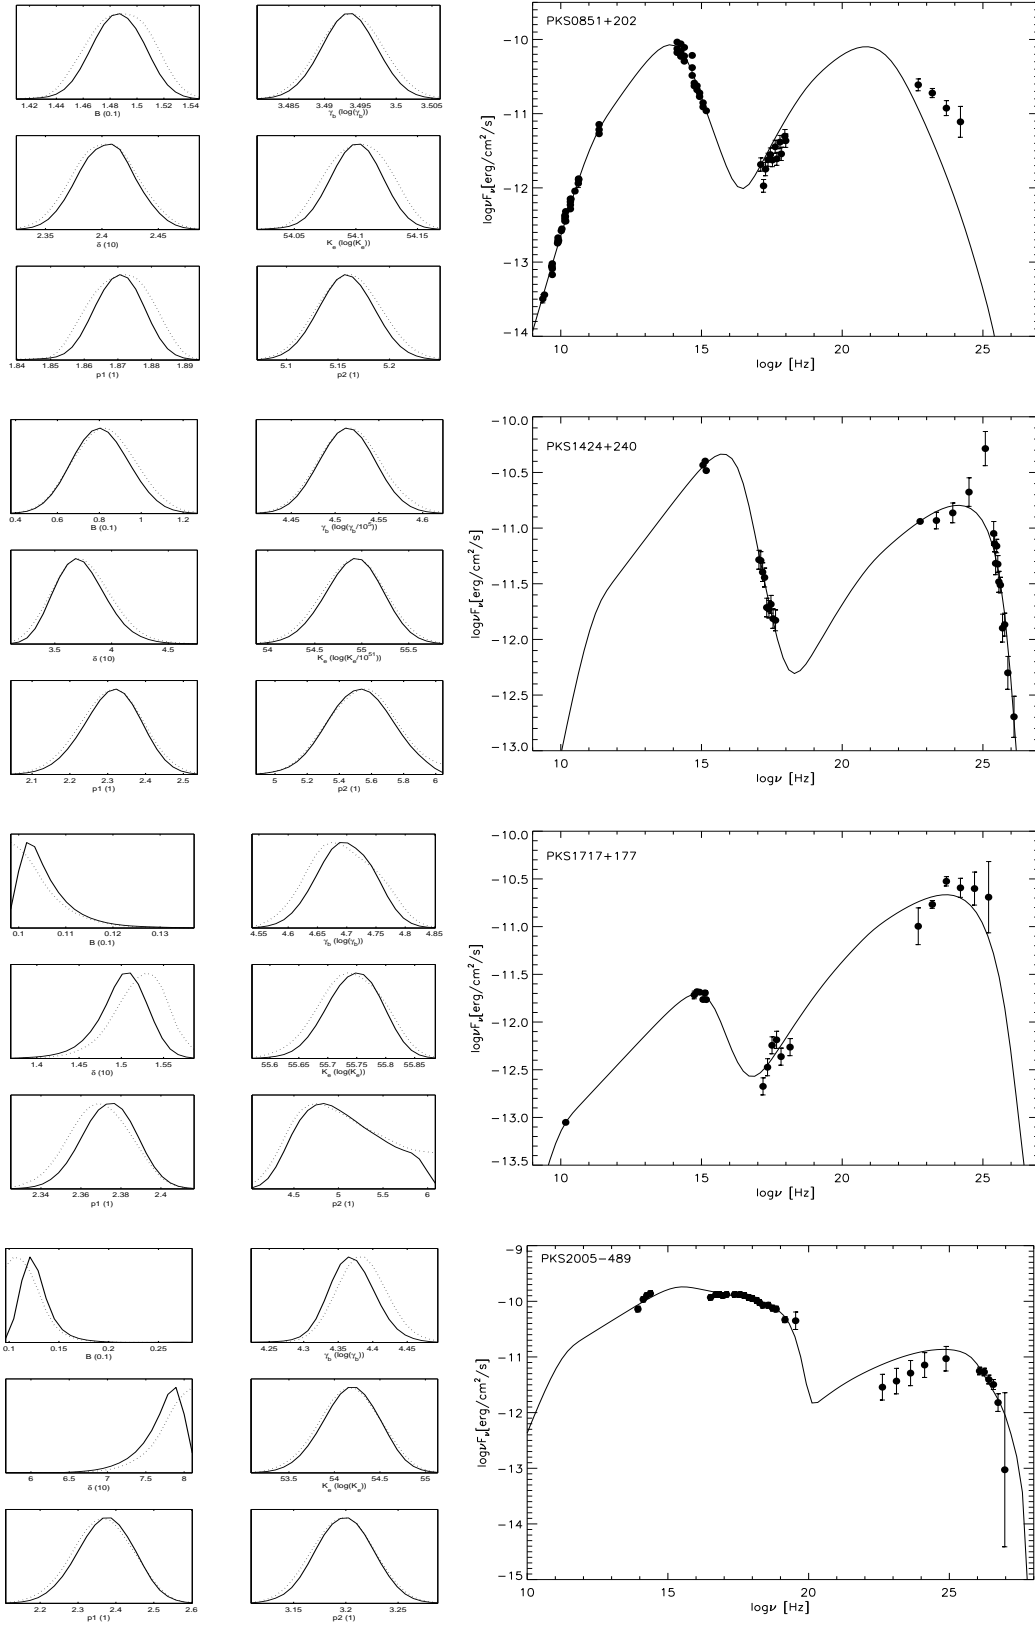 1.42 1.44 1.46 1.48 1.5 1.52 1.54
B (0.1)
3.485 3.49 3.495 3.5 3.505
γb (log(γb))
2.35 2.4 2.45
δ (10)
54.05 54.1 54.15
Ke (log(Ke))
1.84 1.85 1.86 1.87 1.88 1.89
p1 (1)
5.1 5.15 5.2
p2 (1)
PKS0851+202
−10
−11
−12
−13
−14
logνFν[erg/cm2/s]
10 15 20 25
logν [Hz]
0.4 0.6 0.8 1 1.2
B (0.1)
4.45 4.5 4.55 4.6
γb (log(γb/105))
3.5 4 4.5
δ (10)
54 54.5 55 55.5
Ke (log(Ke/1051))
2.1 2.2 2.3 2.4 2.5
p1 (1)
5 5.2 5.4 5.6 5.8 6
p2 (1)
PKS1424+240
−10.0
−10.5
−11.0
−11.5
−12.0
−12.5
−13.0
logνFν[erg/cm2/s]
10 15 20 25
logν [Hz]
0.1 0.11 0.12 0.13
B (0.1)
4.55 4.6 4.65 4.7 4.75 4.8 4.85
γb (log(γb))
1.4 1.45 1.5 1.55
δ (10)
55.6 55.65 55.7 55.75 55.8 55.85
Ke (log(Ke))
2.34 2.36 2.38 2.4
p1 (1)
4.5 5 5.5 6
p2 (1)
PKS1717+177
−10.0
−10.5
−11.0
−11.5
−12.0
−12.5
−13.0
−13.5
logνFν[erg/cm2/s]
10 15 20 25
logν [Hz]
0.1 0.15 0.2 0.25
B (0.1)
4.25 4.3 4.35 4.4 4.45
γb (log(γb))
6 6.5 7 7.5 8
δ (10)
53.5 54 54.5 55
Ke (log(Ke))
2.2 2.3 2.4 2.5 2.6
p1 (1)
3.15 3.2 3.25
p2 (1)
PKS2005−489
−9
−10
−11
−12
−13
−14
−15
logνFν[erg/cm2/s]
10 15 20 25
logν [Hz]